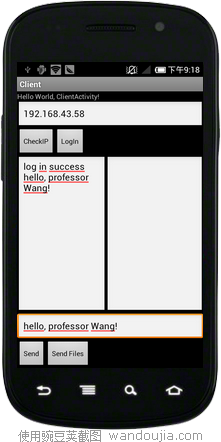 下午9:18
Client
Hello World, ClientActivity!
192.168.43.58
CheckIP LogIn
log in success
hello, professor
Wang!
hello, professor Wang!
Send Send Files
使用豌豆荚截图 wandoujia.com